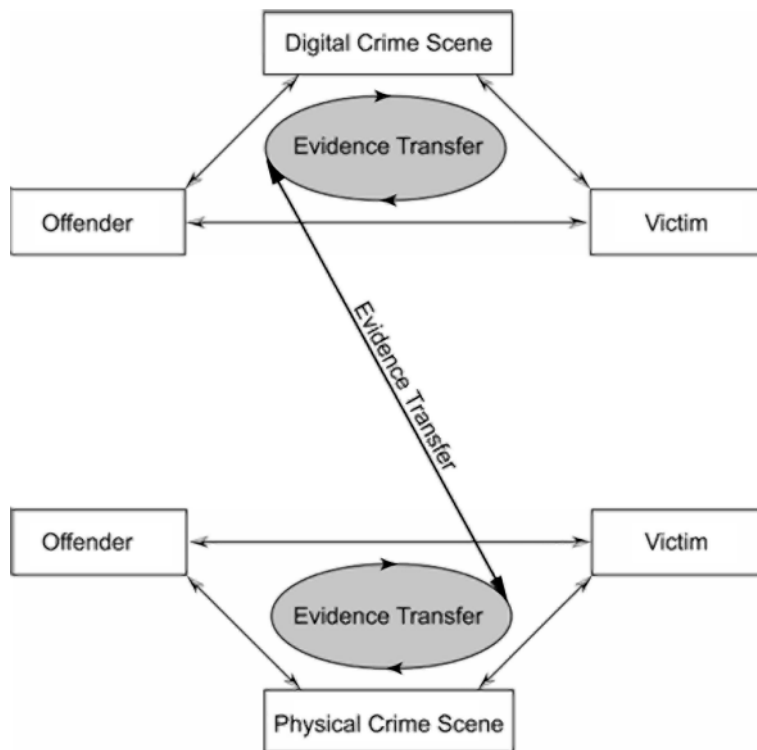 Digital Crime Scene
Evidence Transfer
Offender
Victim
Evidence Transfer
Offender
Victim
Evidence Transfer
Physical Crime Scene